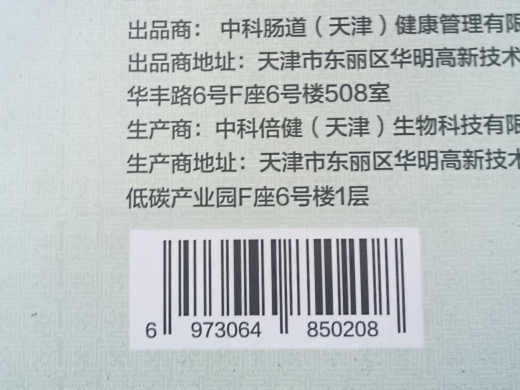 出品商：中科肠道（天津）健康管理有限
出品商地址：天津市东丽区华明高新技术
华丰路6号F座6号楼508室
生产商：中科倍健（天津）生物科技有限
生产商地址：天津市东丽区华明高新技术
低碳产业园F座6号楼1层
6 973064 850208